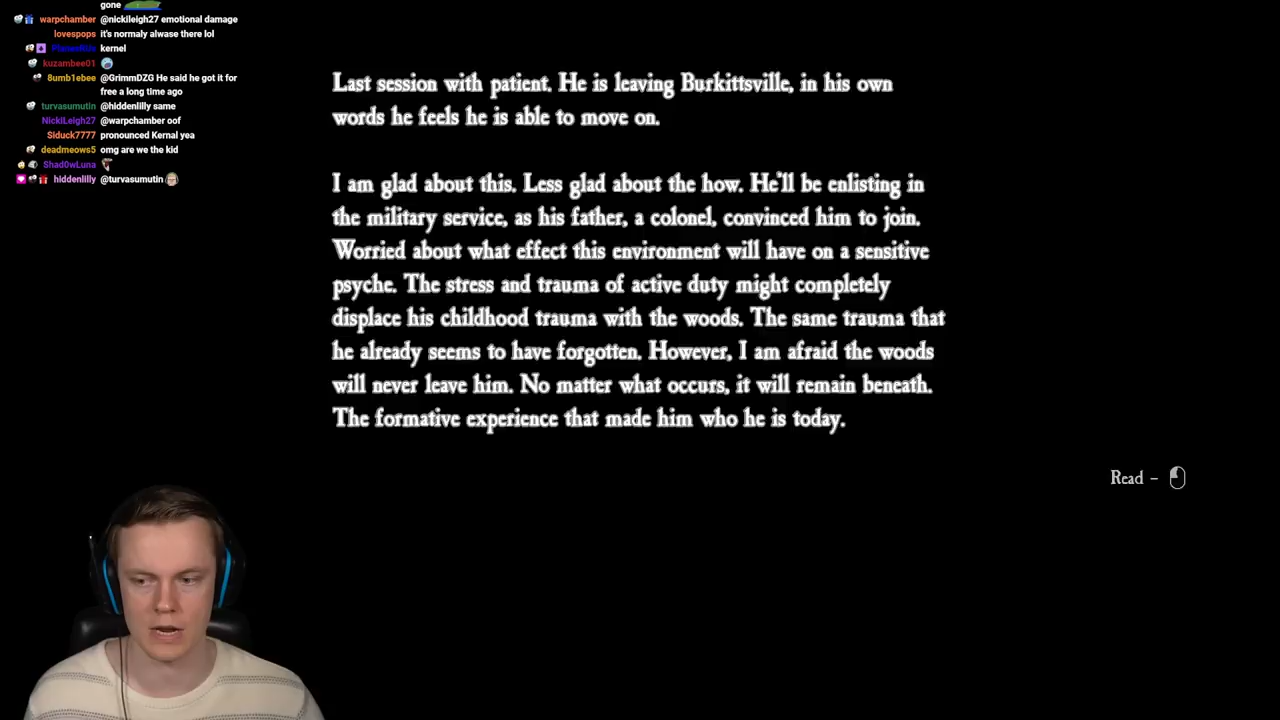 gone
warpchamber @nickileigh27 emotional damage
lovespops it's normaly alwase there lol
kernel
kuzambee01
8umb1ebee @GrimmDZG He said he got it for
free a long time ago
turvasumutin @hiddenlilly same
NickiLeigh27 @warpchamber oof
Siduck7777 pronounced Kernal yea
deadmeows5 omg are we the kid
Shad0wLuna
hiddenlilly @turvasumutin
Last session with patient. He is leaving Burkittsville, in his own
words he feels he is able to move on.
I am glad about this. Less glad about the how. He'll be enlisting in
the military service, as his father, a colonel, convinced him to join.
Worried about what effect this environment will have on a sensitive
psyche. The stress and trauma of active duty might completely
displace his childhood trauma with the woods. The same trauma that
he already seems to have forgotten. However, I am afraid the woods
will never leave him. No matter what occurs, it will remain beneath.
The formative experience that made him who he is today.
Read -